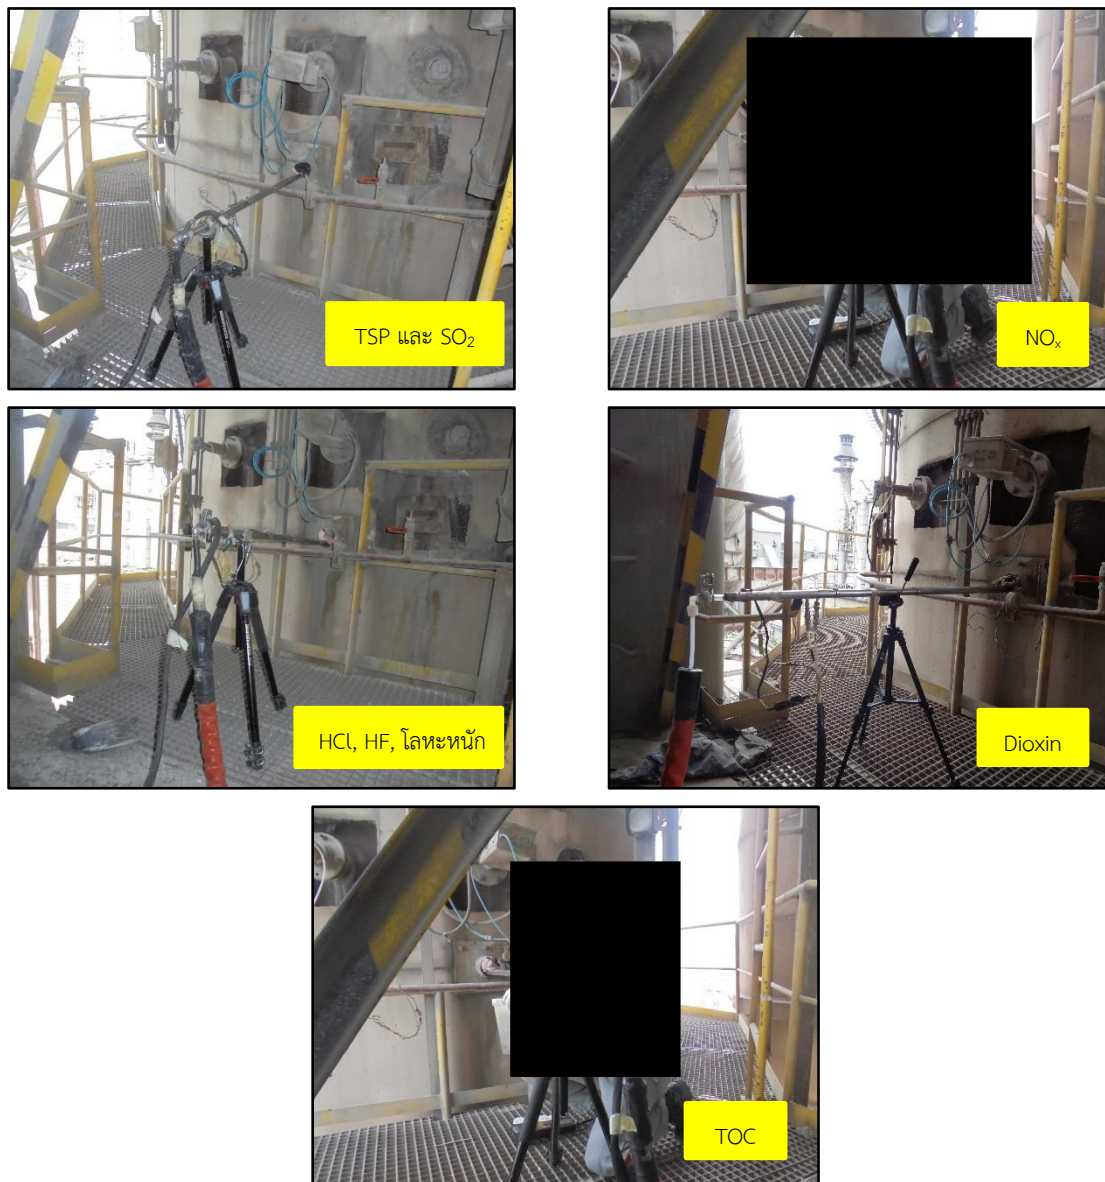 TSP และ SO₂
NOₓ
HCl, HF, โลหะหนัก
Dioxin
TOC